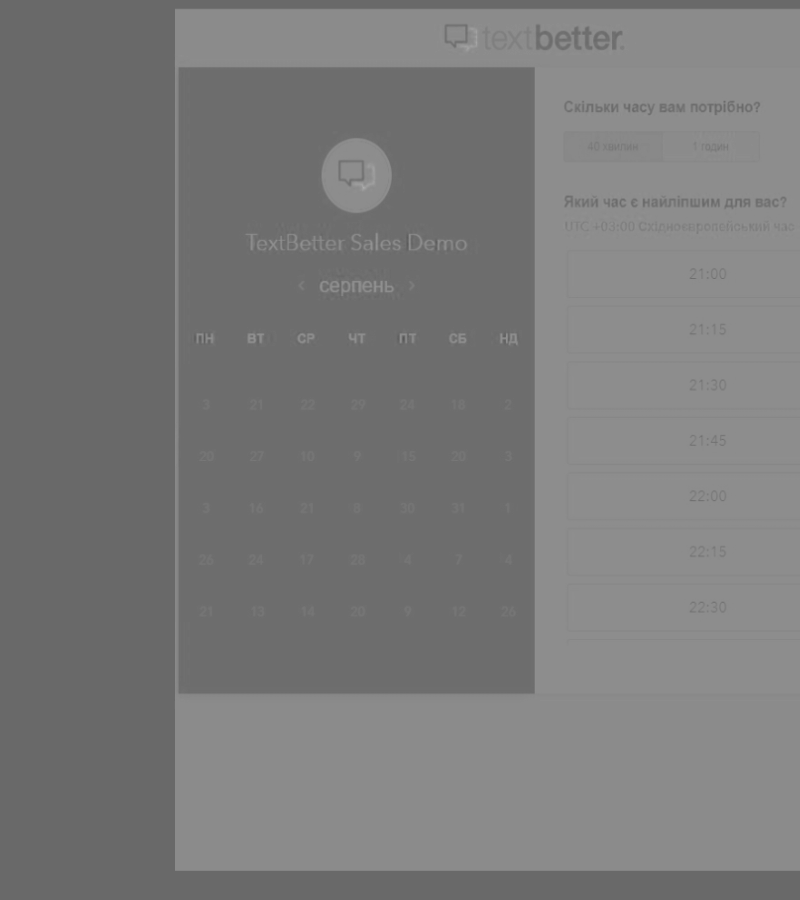 textbetter.
TextBetter Sales Demo
‹ серпень ›
ПН ВТ СР ЧТ ПТ СБ НД
3 21 22 29 24 18 2
20 27 10 9 15 20 3
3 16 21 8 30 31 1
26 24 17 28 4 7 4
21 13 14 20 9 12 26
Скільки часу вам потрібно?
40 хвилин 1 годин
Який час є найліпшим для вас?
UTC +03:00 Східноєвропейський час
21:00
21:15
21:30
21:45
22:00
22:15
22:30